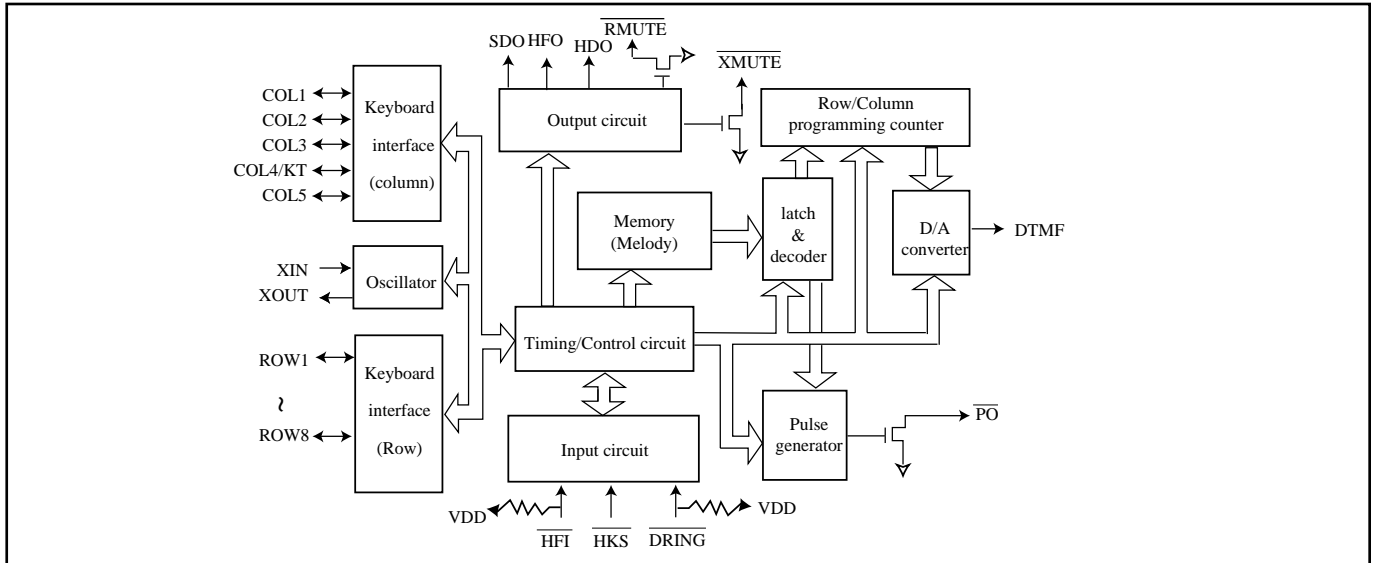 RMUTE
SDO
HFO
HDO
XMUTE
COL1
COL2
COL3
COL4/KT
COL5
Keyboard
interface
(column)
Output circuit
Row/Column
programming counter
Memory
(Melody)
latch
&
decoder
D/A
converter
DTMF
XIN
XOUT
Oscillator
Timing/Control circuit
ROW1
~
ROW8
Keyboard
interface
(Row)
Input circuit
Pulse
generator
PO
VDD
VDD
HFI
HKS
DRING